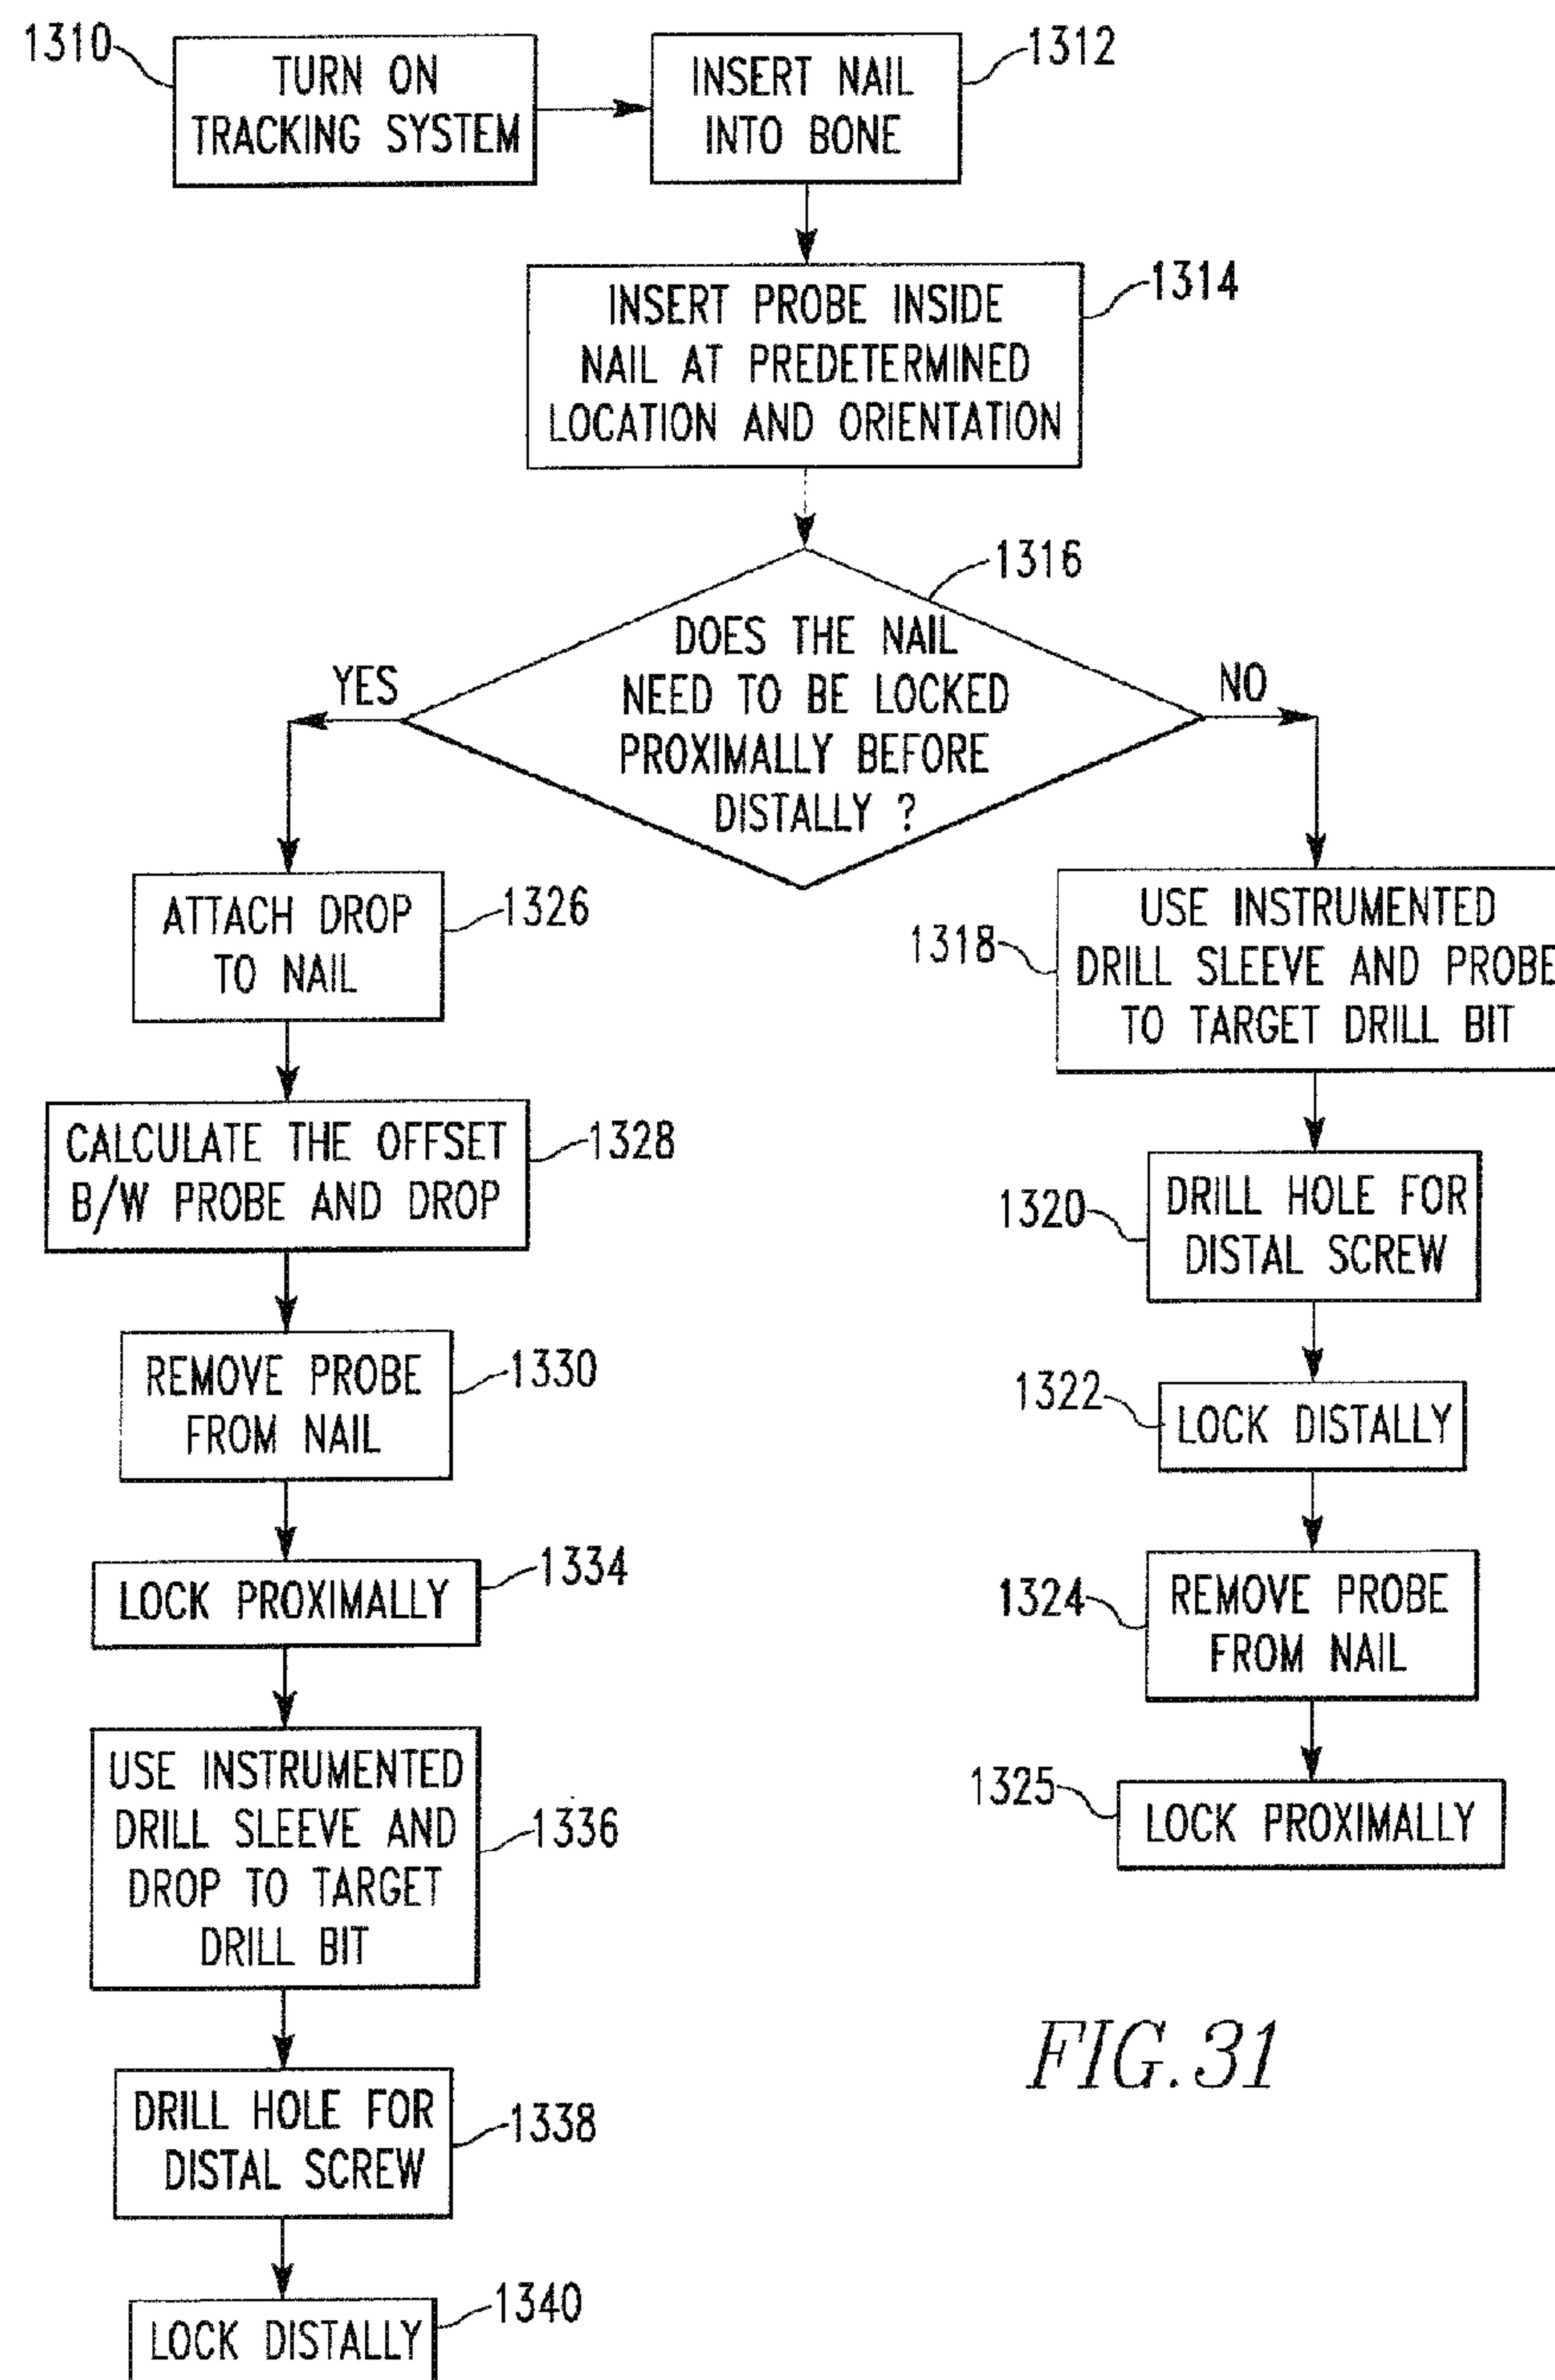 1310
TURN ON
TRACKING SYSTEM
INSERT NAIL
INTO BONE
1312
INSERT PROBE INSIDE
NAIL AT PREDETERMINED
LOCATION AND ORIENTATION
1314
1316
DOES THE NAIL
NEED TO BE LOCKED
PROXIMALLY BEFORE
DISTALLY ?
YES
NO
ATTACH DROP
TO NAIL
1326
CALCULATE THE OFFSET
B/W PROBE AND DROP
1328
REMOVE PROBE
FROM NAIL
1330
LOCK PROXIMALLY
1334
USE INSTRUMENTED
DRILL SLEEVE AND
DROP TO TARGET
DRILL BIT
1336
DRILL HOLE FOR
DISTAL SCREW
1338
LOCK DISTALLY
1340
1318
USE INSTRUMENTED
DRILL SLEEVE AND PROBE
TO TARGET DRILL BIT
1320
DRILL HOLE FOR
DISTAL SCREW
1322
LOCK DISTALLY
1324
REMOVE PROBE
FROM NAIL
1325
LOCK PROXIMALLY
FIG. 31